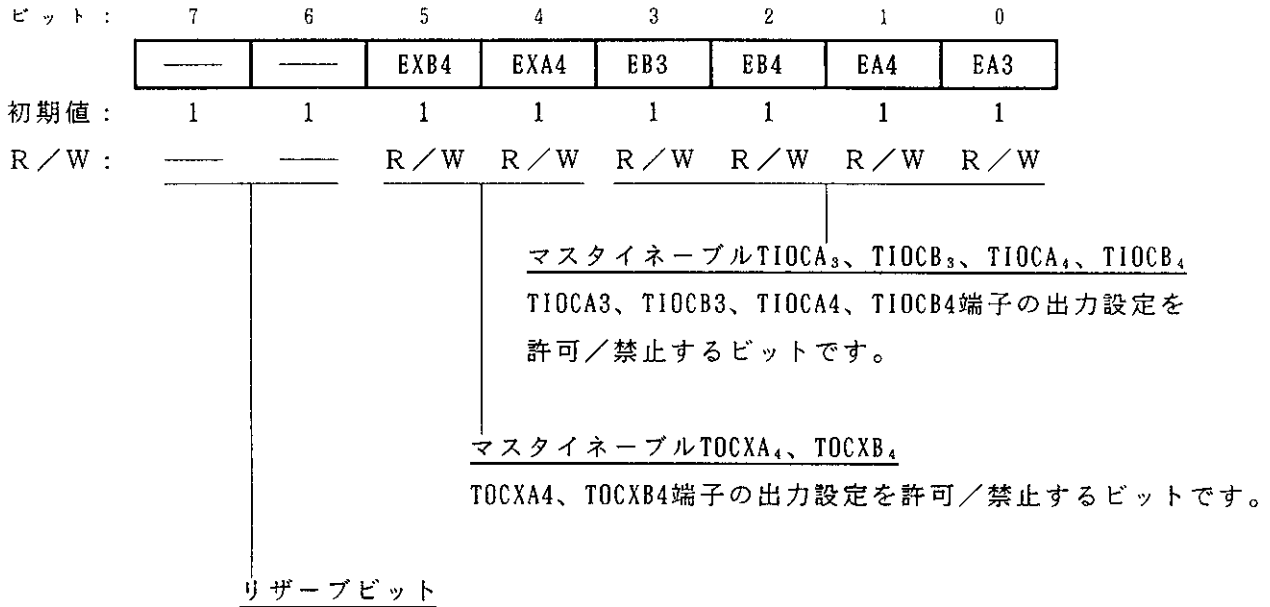 ビット： 7 6 5 4 3 2 1 0
—— —— EXB4 EXA4 EB3 EB4 EA4 EA3
初期値： 1 1 1 1 1 1 1 1
R／W： —— —— R／W R／W R／W R／W R／W R／W
マスタイネーブルTIOCA₃、TIOCB₃、TIOCA₄、TIOCB₄
TIOCA3、TIOCB3、TIOCA4、TIOCB4端子の出力設定を
許可／禁止するビットです。
マスタイネーブルTOCXA₄、TOCXB₄
TOCXA4、TOCXB4端子の出力設定を許可／禁止するビットです。
リザーブビット